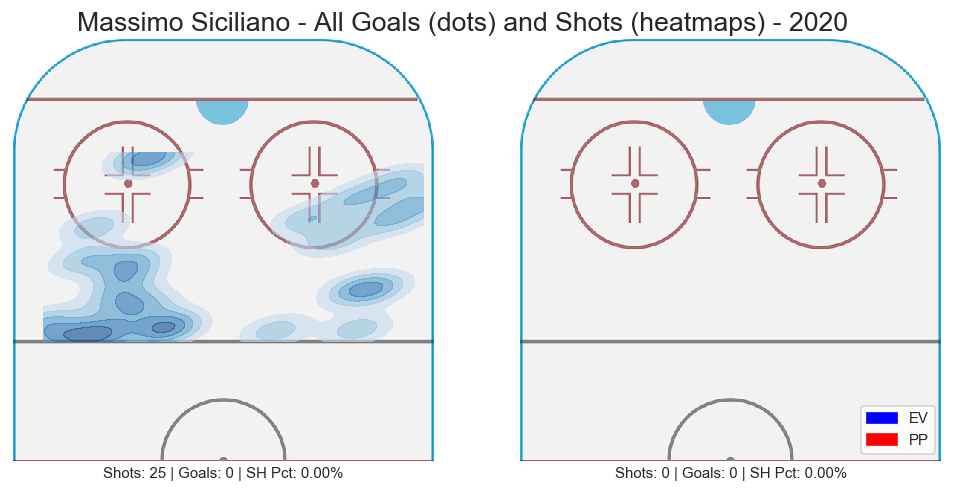 Massimo Siciliano - All Goals (dots) and Shots (heatmaps) - 2020
EV
PP
Shots: 25 | Goals: 0 | SH Pct: 0.00%
Shots: 0 | Goals: 0 | SH Pct: 0.00%